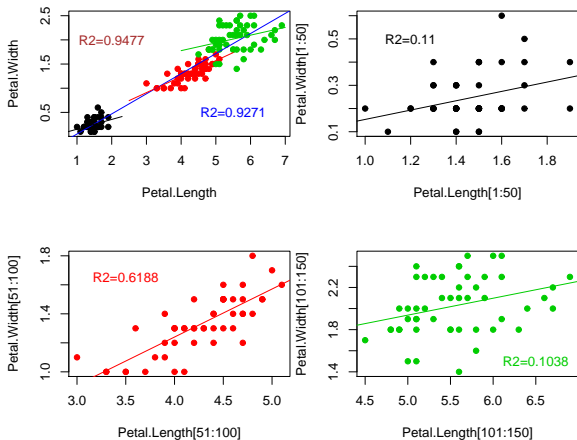 R2=0.9477
R2=0.9271
0.5
1.5
2.5
Petal.Width
1
2
3
4
5
6
7
Petal.Length
R2=0.11
0.1
0.3
0.5
Petal.Width[1:50]
1.0
1.2
1.4
1.6
1.8
Petal.Length[1:50]
R2=0.6188
1.0
1.4
1.8
Petal.Width[51:100]
3.0
3.5
4.0
4.5
5.0
Petal.Length[51:100]
R2=0.1038
1.4
1.8
2.2
Petal.Width[101:150]
4.5
5.0
5.5
6.0
6.5
Petal.Length[101:150]